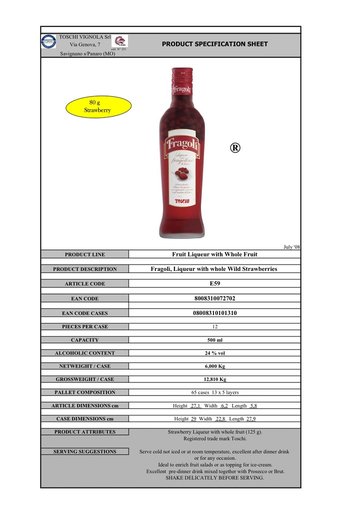 TOSCHI VIGNOLA Srl
Via Genova, 7
Savignano s/Panaro (MO)
PRODUCT SPECIFICATION SHEET
80 g
Strawberry
Fragoli
Fragoli
TOSCHI
®
July '08
PRODUCT LINE Fruit Liqueur with Whole Fruit
PRODUCT DESCRIPTION Fragoli, Liqueur with whole Wild Strawberries
ARTICLE CODE E59
EAN CODE 8008310072702
EAN CODE CASES 08008310101310
PIECES PER CASE 12
CAPACITY 500 ml
ALCOHOLIC CONTENT 24 % vol
NETWEIGHT / CASE 6,000 Kg
GROSSWEIGHT / CASE 12,810 Kg
PALLET COMPOSITION 65 cases 13 x 5 layers
ARTICLE DIMENSIONS cm Height 27,1 Width 6,2 Length 5,8
CASE DIMENSIONS cm Height 29 Width 22,8 Length 27,9
PRODUCT ATTRIBUTES Strawberry Liqueur with whole fruit (125 g)
Registered trade mark Toschi.
SERVING SUGGESTIONS Serve cold not iced or at room temperature, excellent after dinner drink
or for any occasion.
Ideal to enrich fruit salads or as topping for ice-cream.
Excellent pre-dinner drink mixed together with Prosecco or Brut.
SHAKE DELICATELY BEFORE SERVING.